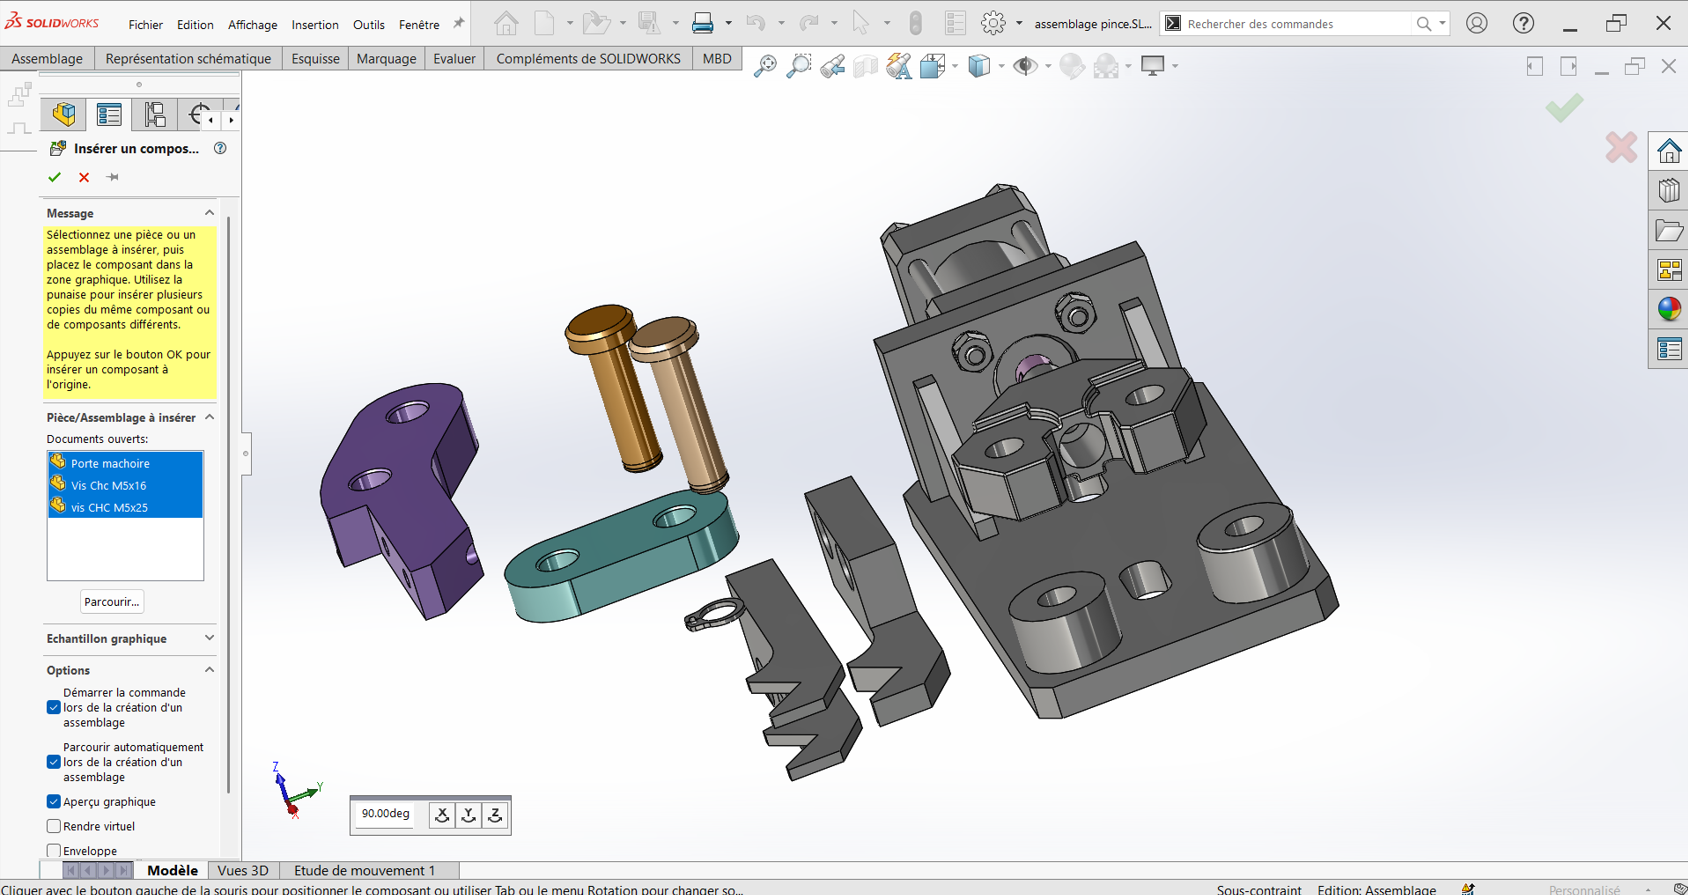 SOLIDWORKS Fichier Edition Affichage Insertion Outils Fenêtre assemblage pince.SL... Rechercher des commandes
Assemblage Représentation schématique Esquisse Marquage Evaluer Compléments de SOLIDWORKS MBD
Insérer un compos...
Message
Sélectionnez une pièce ou un
assemblage à insérer, puis
placez le composant dans la
zone graphique. Utilisez la
punaise pour insérer plusieurs
copies du même composant ou
de composants différents.
Appuyez sur le bouton OK pour
insérer un composant à
l'origine.
Pièce/Assemblage à insérer
Documents ouverts:
Porte machoire
Vis Chc M5x16
vis CHC M5x25
Parcourir...
Echantillon graphique
Options
Démarrer la commande
lors de la création d'un
assemblage
Parcourir automatiquement
lors de la création d'un
assemblage
Aperçu graphique
Rendre virtuel
Enveloppe
Z
Y
X
90.00deg X Y Z
Modèle Vues 3D Etude de mouvement 1
Cliquer avec le bouton gauche de la souris pour positionner le composant ou utiliser Tab ou le menu Rotation pour changer so... Sous-contraint Edition: Assemblage Personnalisé